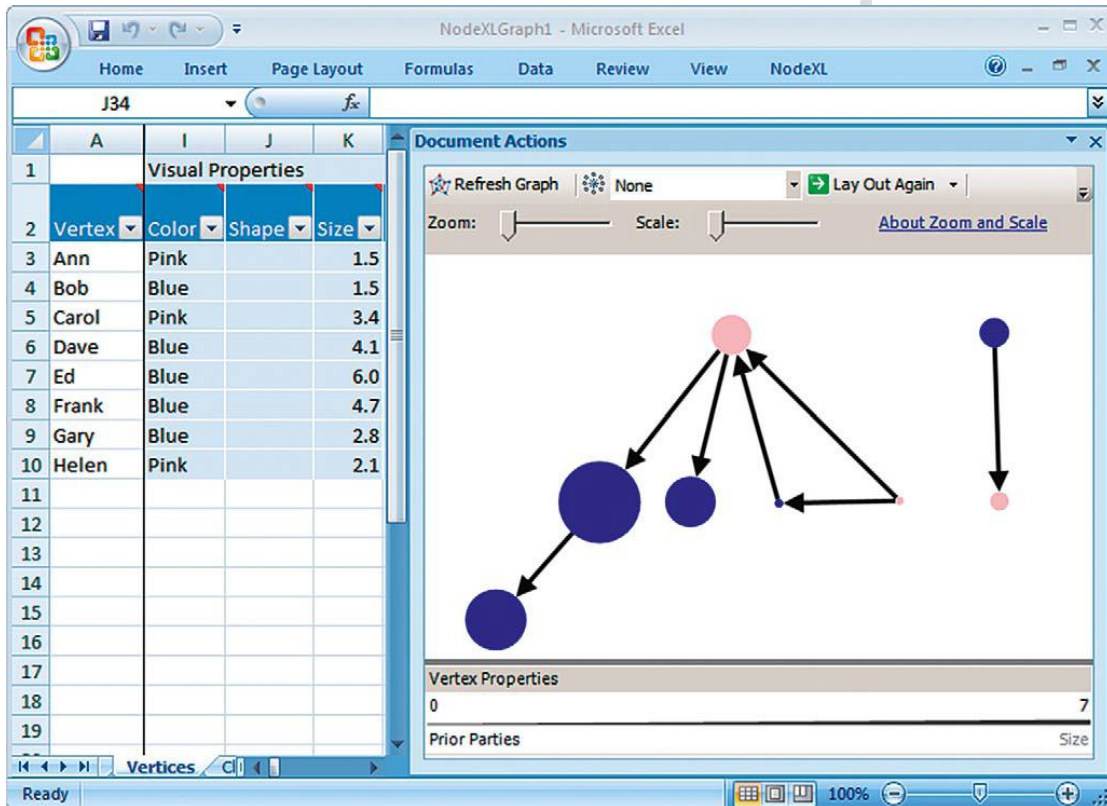 NodeXLGraph1 - Microsoft Excel
Home Insert Page Layout Formulas Data Review View NodeXL
J34 fx
Document Actions
A I J K
1 Visual Properties
Refresh Graph None Lay Out Again
Zoom: Scale: About Zoom and Scale
2 Vertex Color Shape Size
3 Ann Pink 1.5
4 Bob Blue 1.5
5 Carol Pink 3.4
6 Dave Blue 4.1
7 Ed Blue 6.0
8 Frank Blue 4.7
9 Gary Blue 2.8
10 Helen Pink 2.1
11
12
13
14
15
16
17
18
19
Vertex Properties
0 7
Prior Parties Size
Vertices
Ready 100%